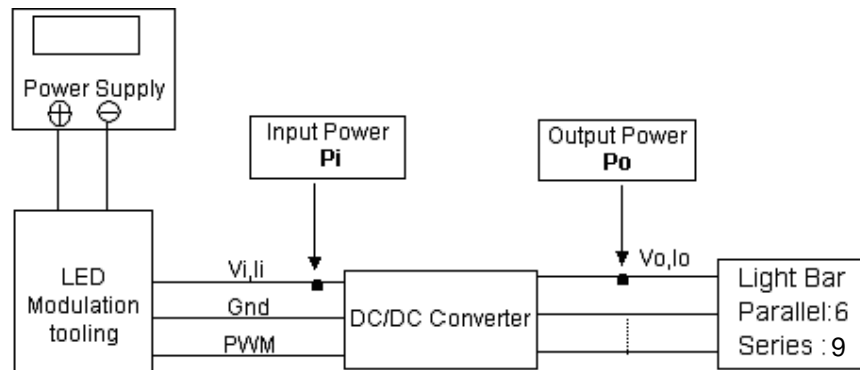 Power Supply
Input Power
Pi
Output Power
Po
LED
Modulation
tooling
Vi,Ii
Gnd
PWM
DC/DC Converter
Vo,Io
Light Bar
Parallel:6
Series : 9